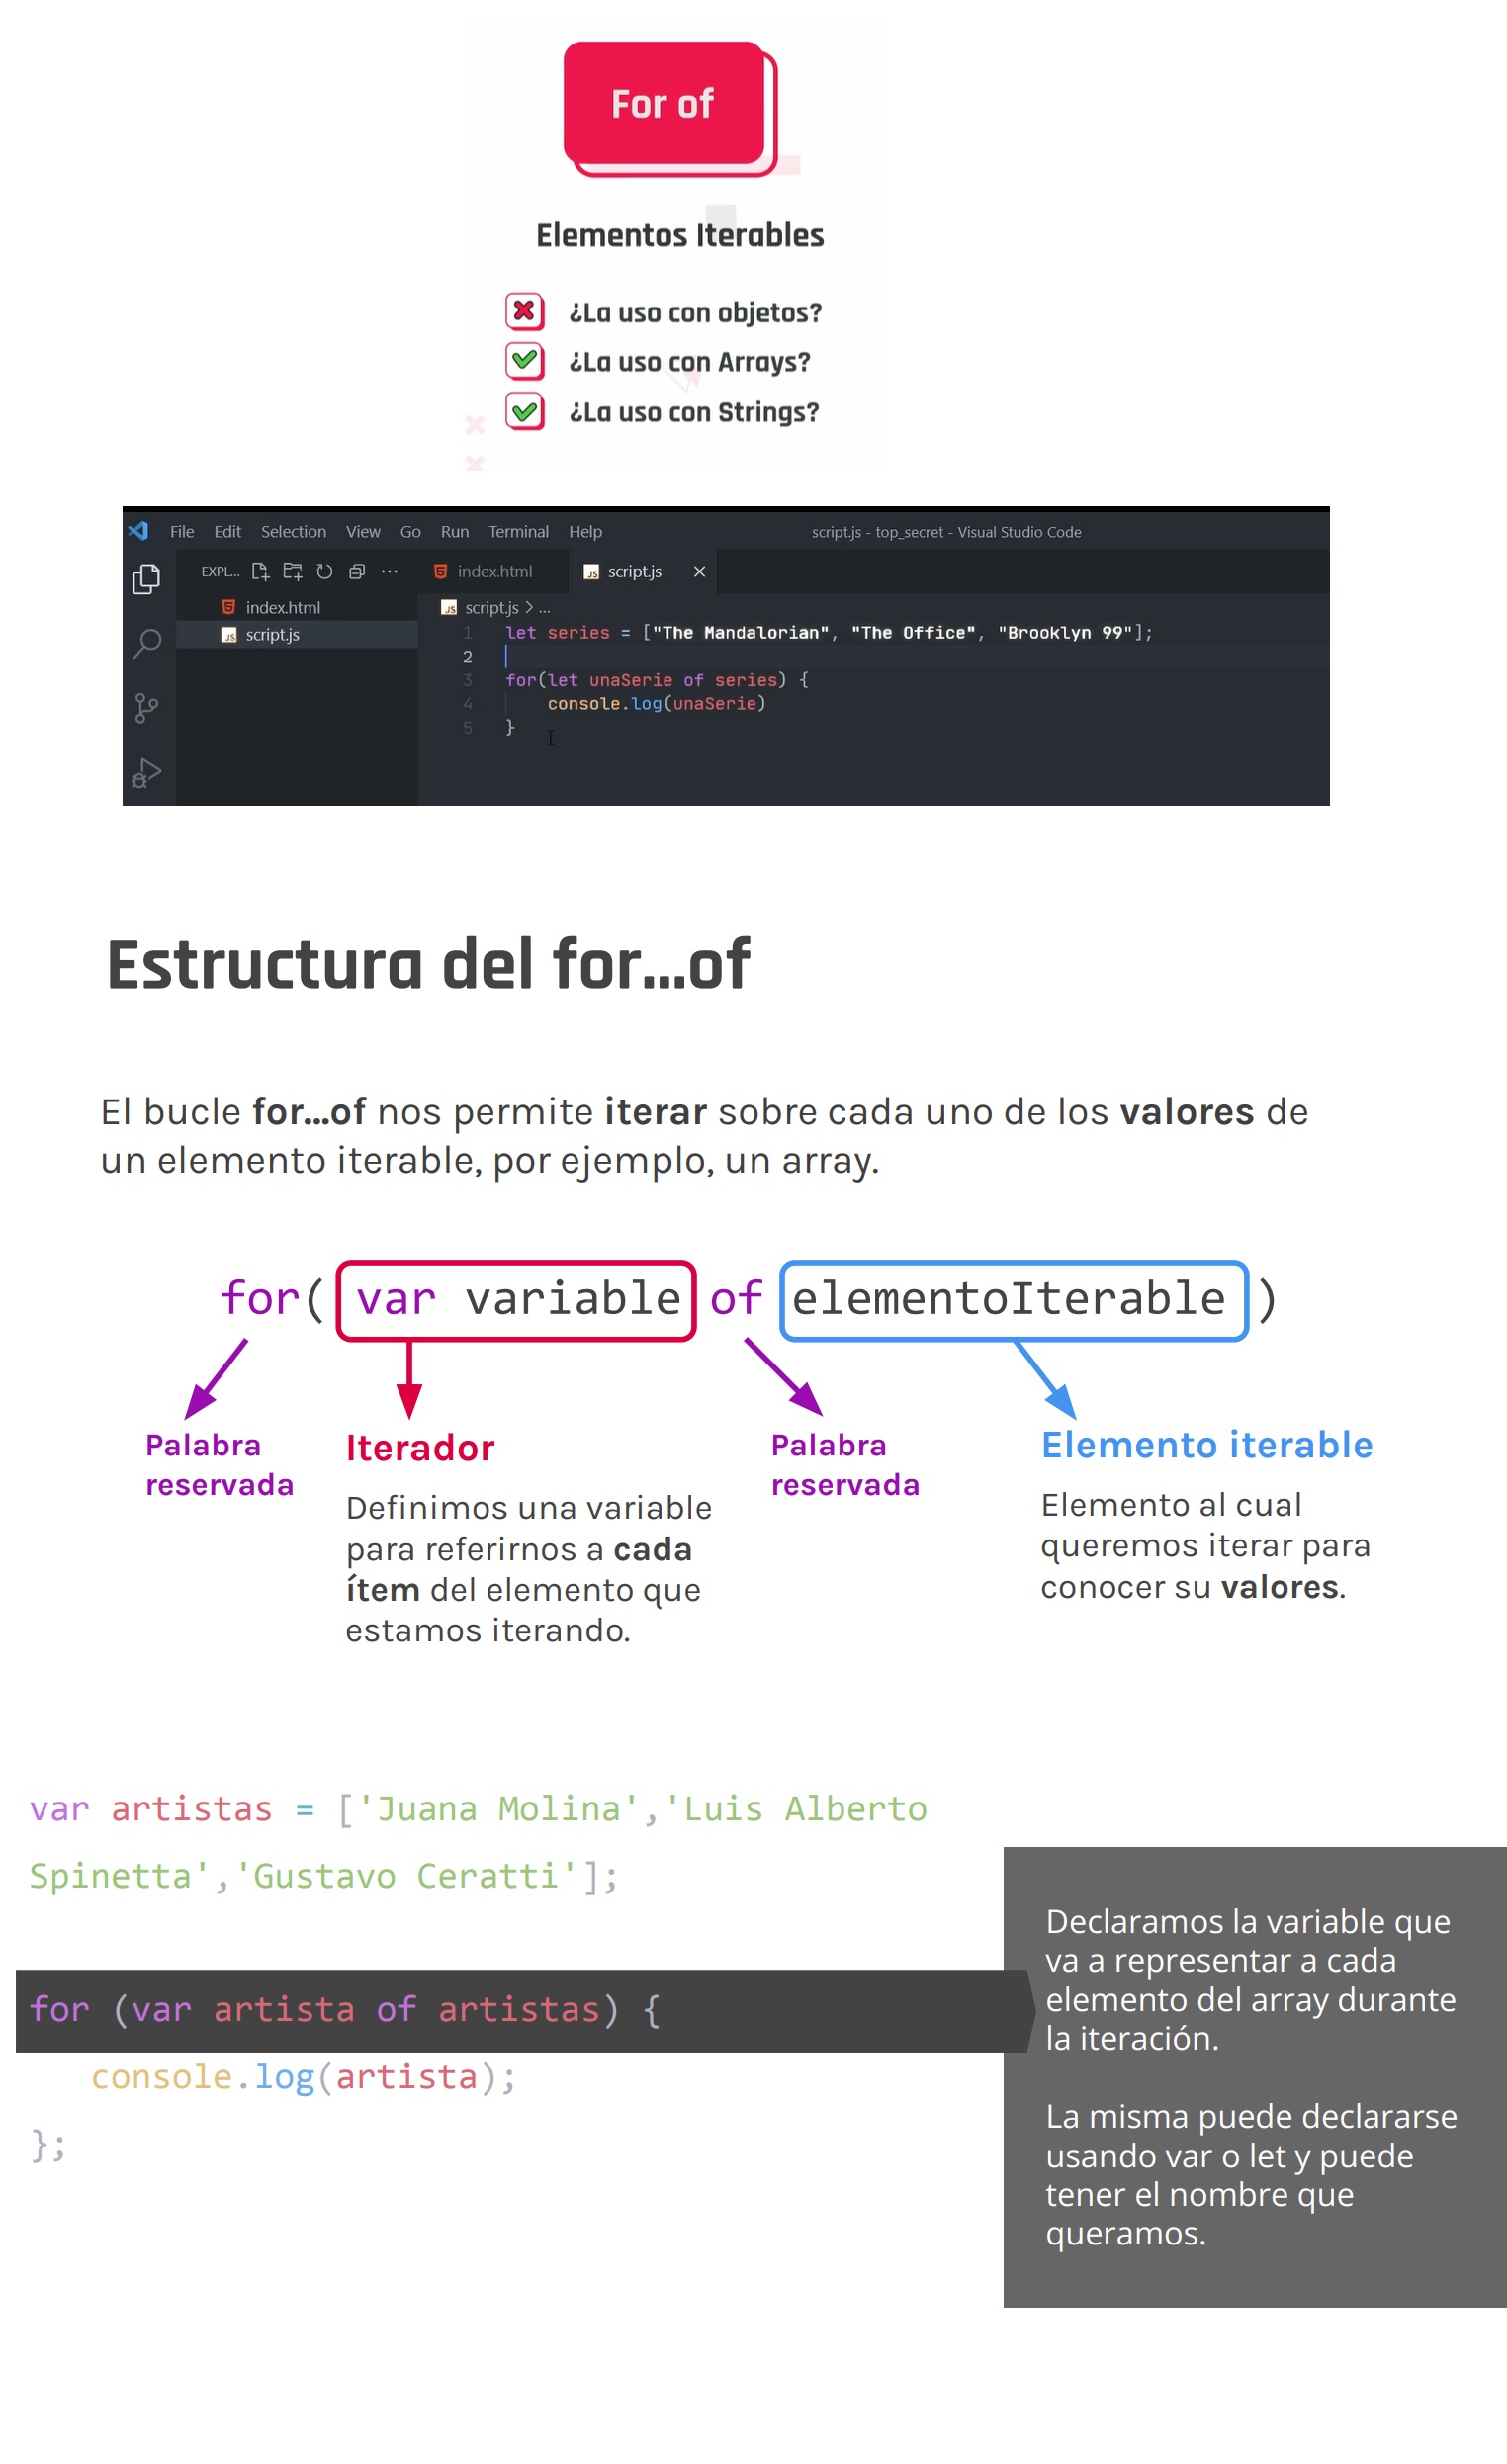 For of
Elementos Iterables
¿La uso con objetos?
¿La uso con Arrays?
¿La uso con Strings?
File Edit Selection View Go Run Terminal Help script.js - top_secret - Visual Studio Code
EXPL... index.html script.js
index.html
script.js
script.js > ...
1 let series = ["The Mandalorian", "The Office", "Brooklyn 99"];
2
3 for(let unaSerie of series) {
4 console.log(unaSerie)
5 }
Estructura del for...of
El bucle for...of nos permite iterar sobre cada uno de los valores de
un elemento iterable, por ejemplo, un array.
for( var variable of elementoIterable )
Palabra
reservada
Iterador
Definimos una variable
para referirnos a cada
ítem del elemento que
estamos iterando.
Palabra
reservada
Elemento iterable
Elemento al cual
queremos iterar para
conocer su valores.
var artistas = ['Juana Molina','Luis Alberto
Spinetta','Gustavo Ceratti'];
for (var artista of artistas) {
console.log(artista);
};
Declaramos la variable que
va a representar a cada
elemento del array durante
la iteración.
La misma puede declararse
usando var o let y puede
tener el nombre que
queramos.